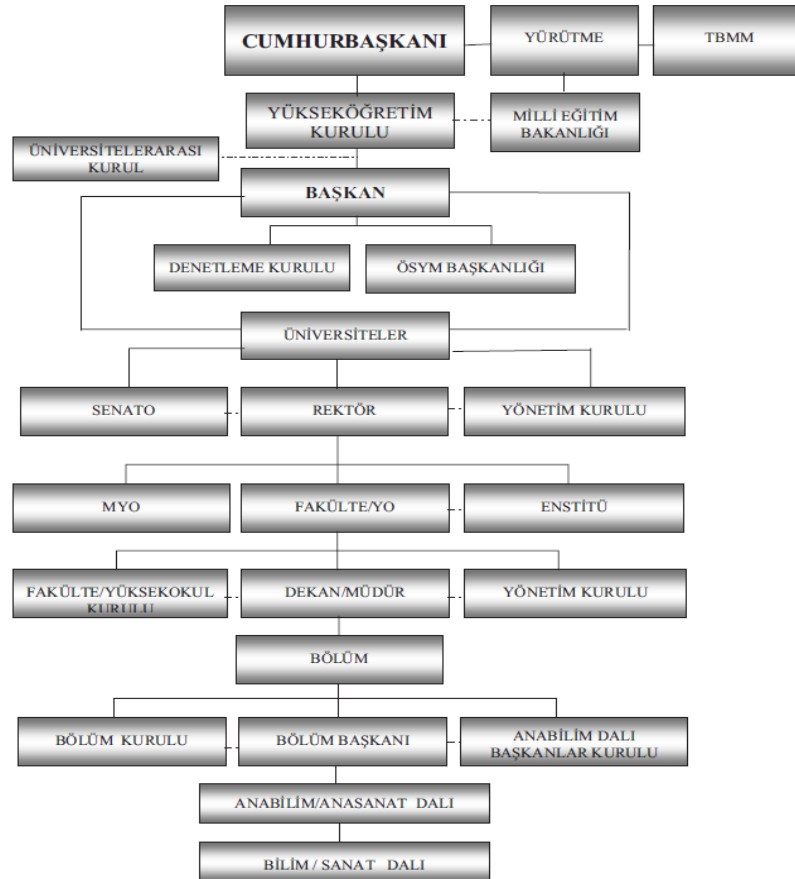 CUMHURBAŞKANI
YÜRÜTME
TBMM
YÜKSEKÖĞRETİM
KURULU
MİLLİ EĞİTİM
BAKANLIĞI
ÜNİVERSİTELERARASI
KURUL
BAŞKAN
DENETLEME KURULU
ÖSYM BAŞKANLIĞI
ÜNİVERSİTELER
SENATO
REKTÖR
YÖNETİM KURULU
MYO
FAKÜLTE/YO
ENSTİTÜ
FAKÜLTE/YÜKSEKOKUL
KURULU
DEKAN/MÜDÜR
YÖNETİM KURULU
BÖLÜM
BÖLÜM KURULU
BÖLÜM BAŞKANI
ANABİLİM DALI
BAŞKANLAR KURULU
ANABİLİM/ANASANAT DALI
BİLİM / SANAT DALI